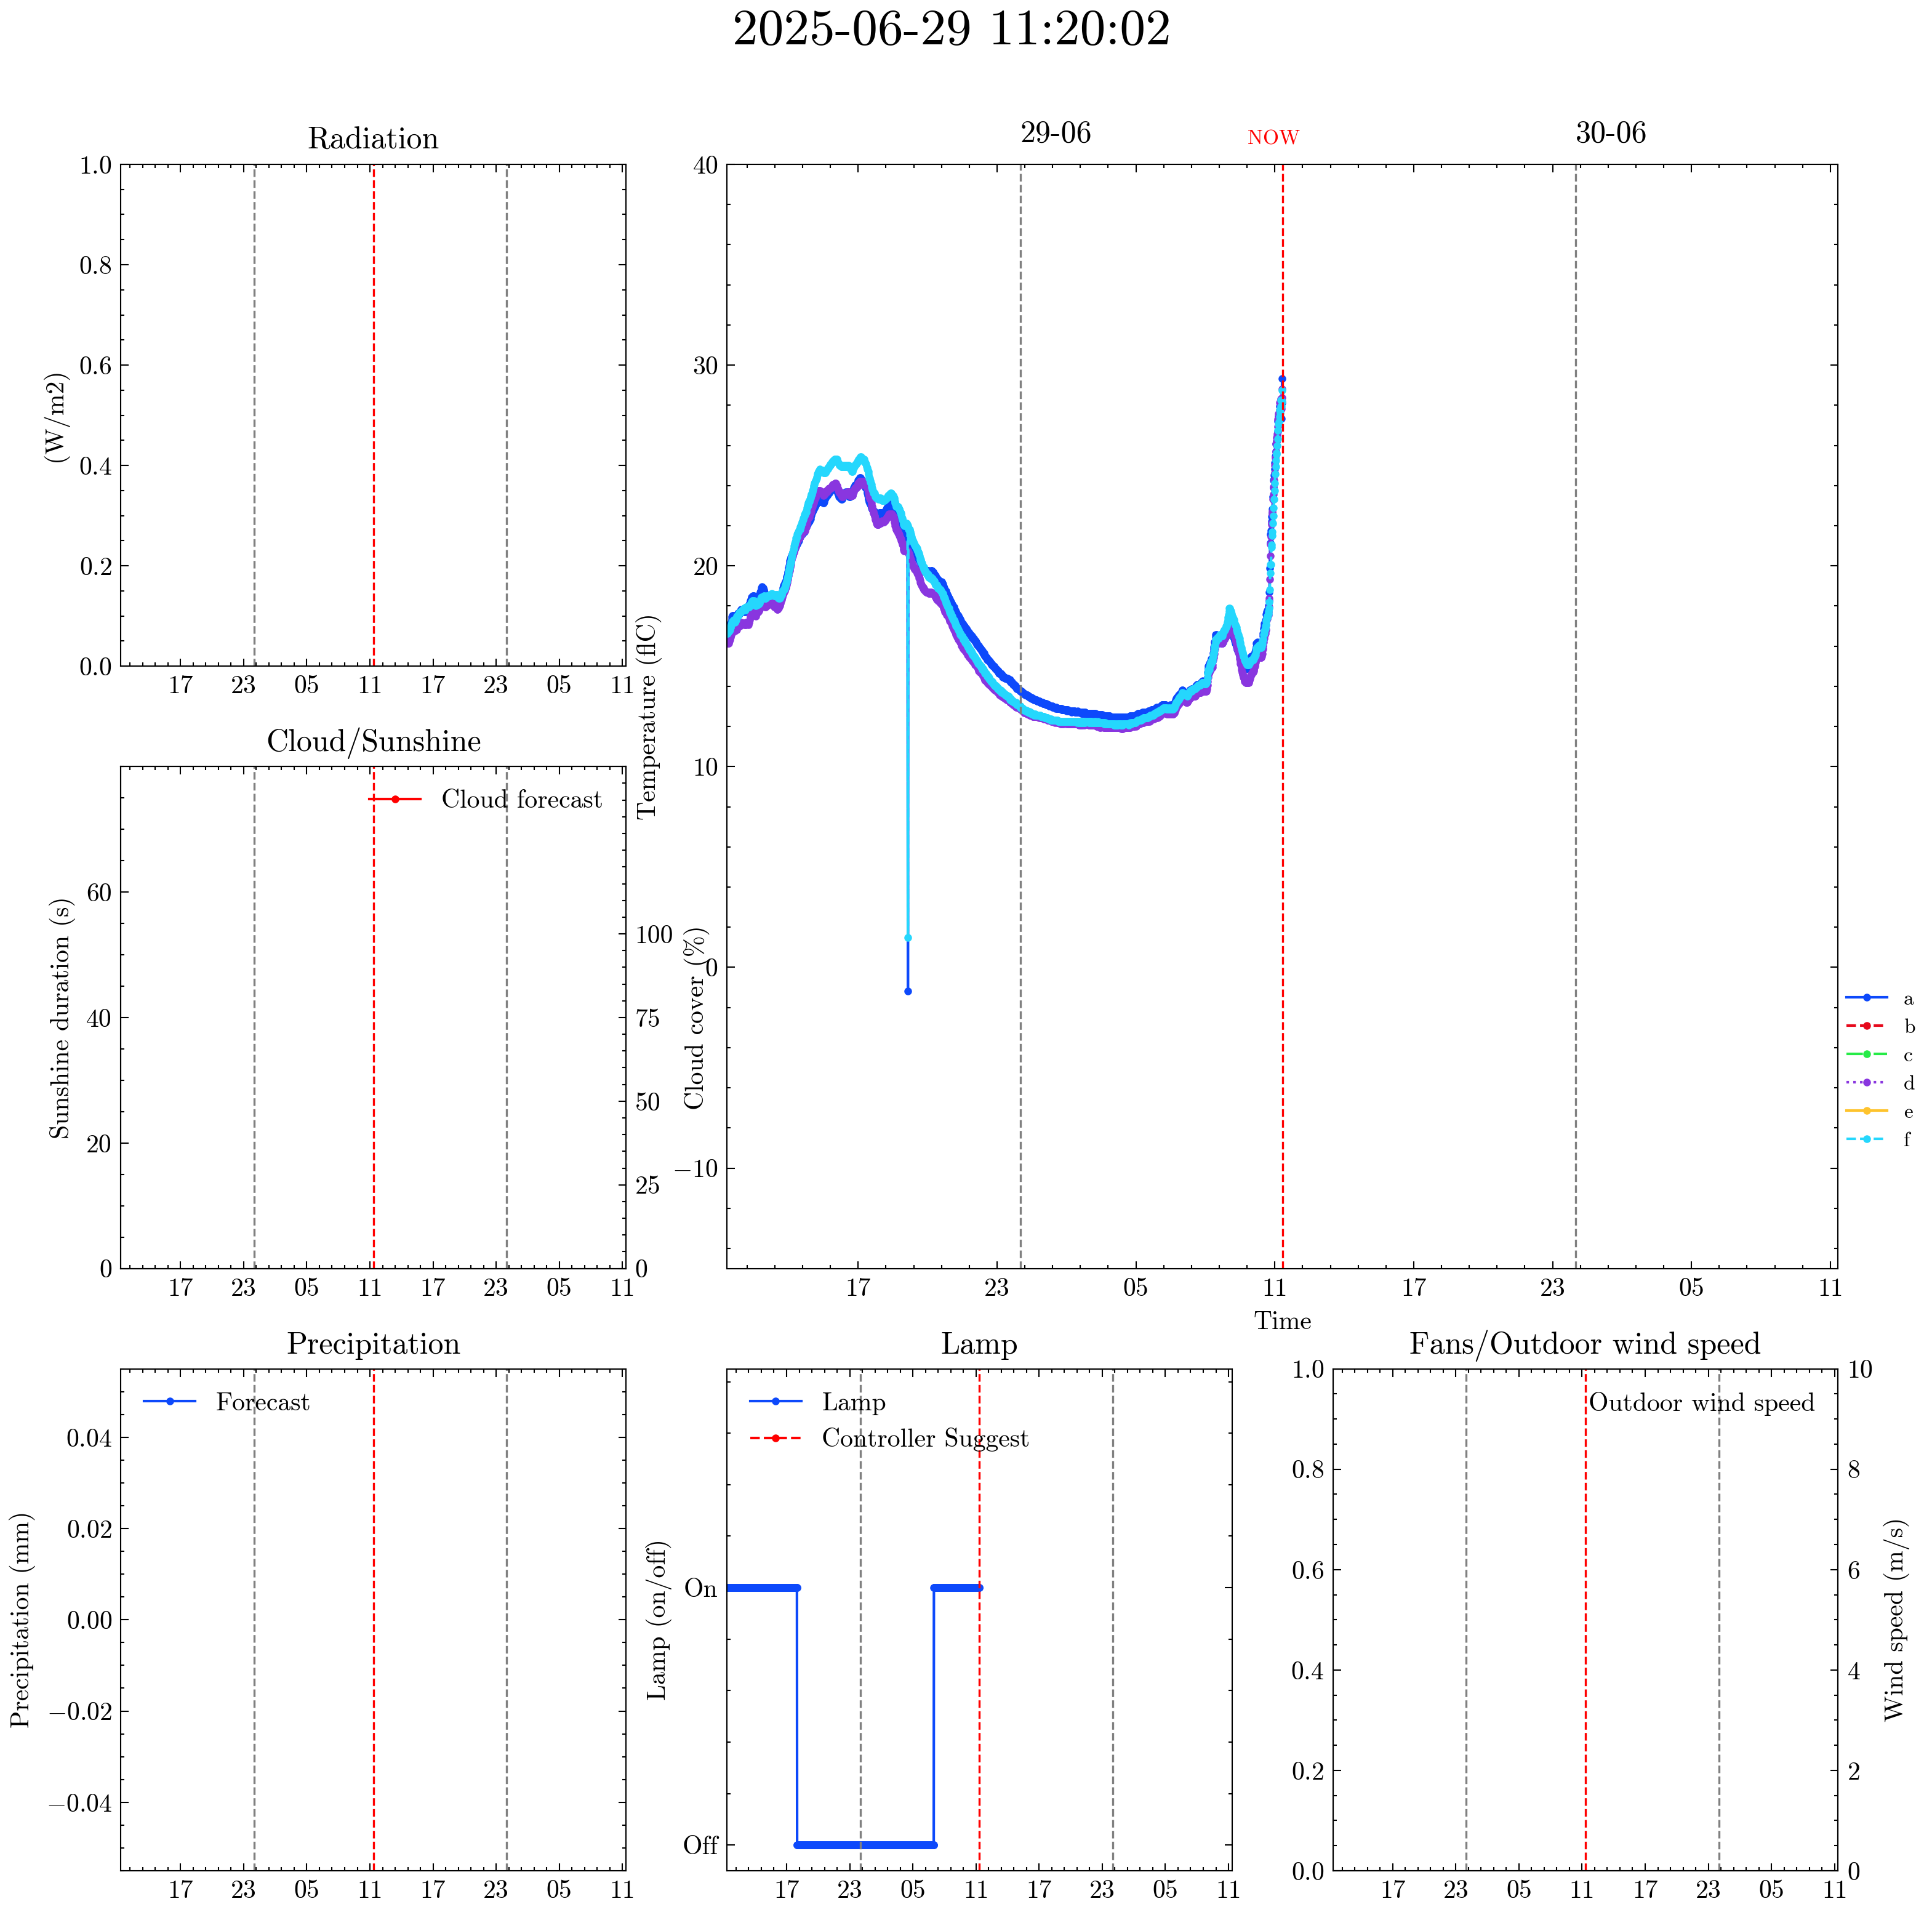 2025-06-29 11:20:02
Radiation
1.0
0.8
0.6
0.4
0.2
0.0
(W/m2)
17 23 05 11 17 23 05 11
29-06
NOW
30-06
40
30
20
10
0
−10
Temperature (flC)
17 23 05 11 17 23 05 11
Time
a
b
c
d
e
f
Cloud/Sunshine
Cloud forecast
60
40
20
0
Sunshine duration (s)
100
75
50
25
0
Cloud cover (%)
17 23 05 11 17 23 05 11
Precipitation
Forecast
0.04
0.02
0.00
−0.02
−0.04
Precipitation (mm)
17 23 05 11 17 23 05 11
Lamp
Lamp
Controller Suggest
On
Off
Lamp (on/off)
17 23 05 11 17 23 05 11
Fans/Outdoor wind speed
Outdoor wind speed
1.0
0.8
0.6
0.4
0.2
0.0
10
8
6
4
2
0
Wind speed (m/s)
17 23 05 11 17 23 05 11